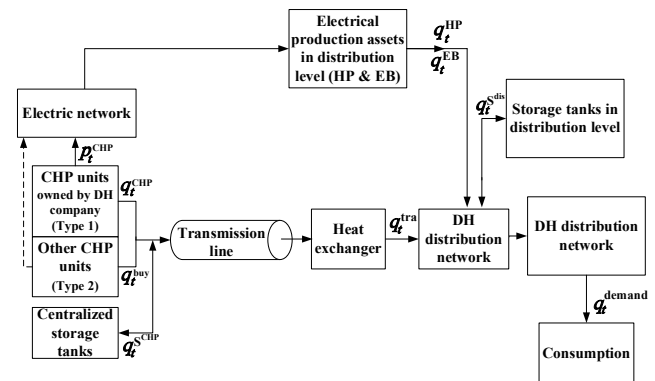 Electrical
production assets
in distribution
level (HP & EB)
q_t^HP
q_t^EB
Electric network
q_t^Sdis
Storage tanks in
distribution level
p_t^CHP
CHP units
owned by DH
company
(Type 1)
q_t^CHP
Other CHP
units
(Type 2)
q_t^buy
Transmission
line
Heat
exchanger
q_t^tra
DH
distribution
network
DH distribution
network
Centralized
storage
tanks
q_t^SCHP
q_t^demand
Consumption